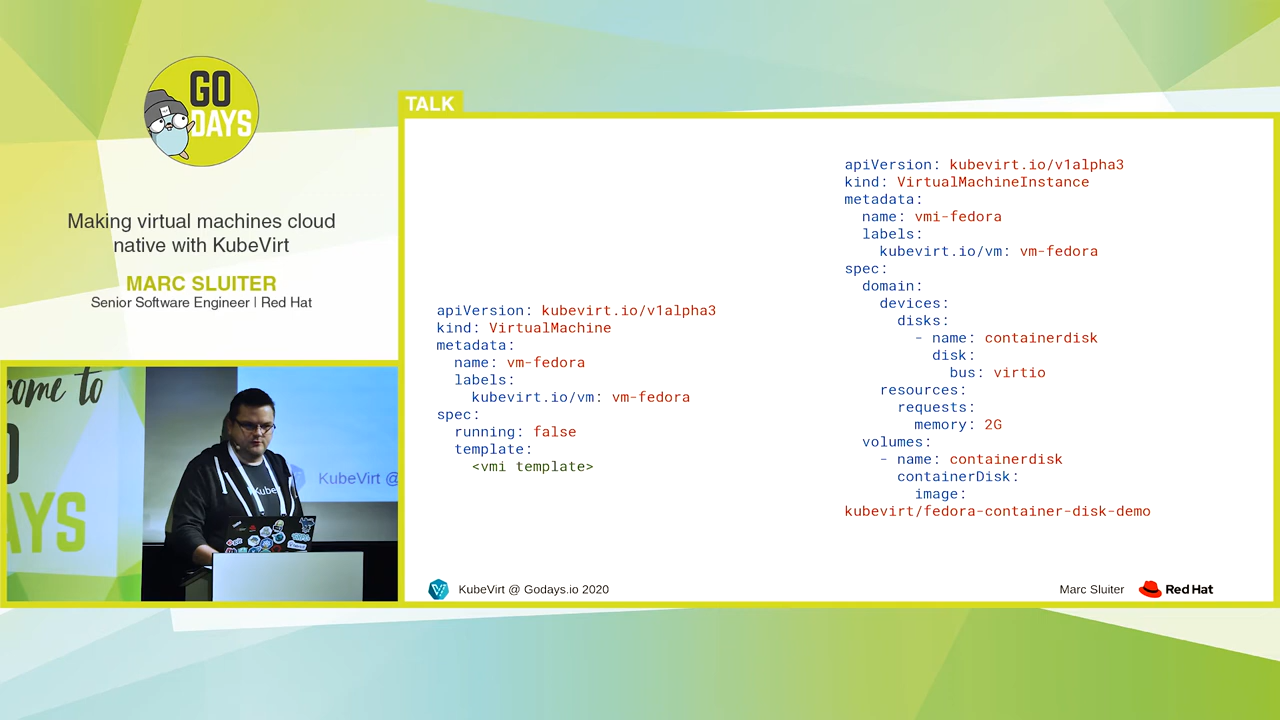 GO
DAYS
Making virtual machines cloud
native with KubeVirt
MARC SLUITER
Senior Software Engineer | Red Hat
TALK
apiVersion: kubevirt.io/v1alpha3
kind: VirtualMachine
metadata:
  name: vm-fedora
  labels:
    kubevirt.io/vm: vm-fedora
spec:
  running: false
  template:
    <vmi template>
apiVersion: kubevirt.io/v1alpha3
kind: VirtualMachineInstance
metadata:
  name: vmi-fedora
  labels:
    kubevirt.io/vm: vm-fedora
spec:
  domain:
    devices:
      disks:
        - name: containerdisk
          disk:
            bus: virtio
    resources:
      requests:
        memory: 2G
  volumes:
    - name: containerdisk
      containerDisk:
        image:
kubevirt/fedora-container-disk-demo
KubeVirt @ Godays.io 2020
Marc Sluiter
Red Hat
come to
O
AYS
KubeVirt @
Kube